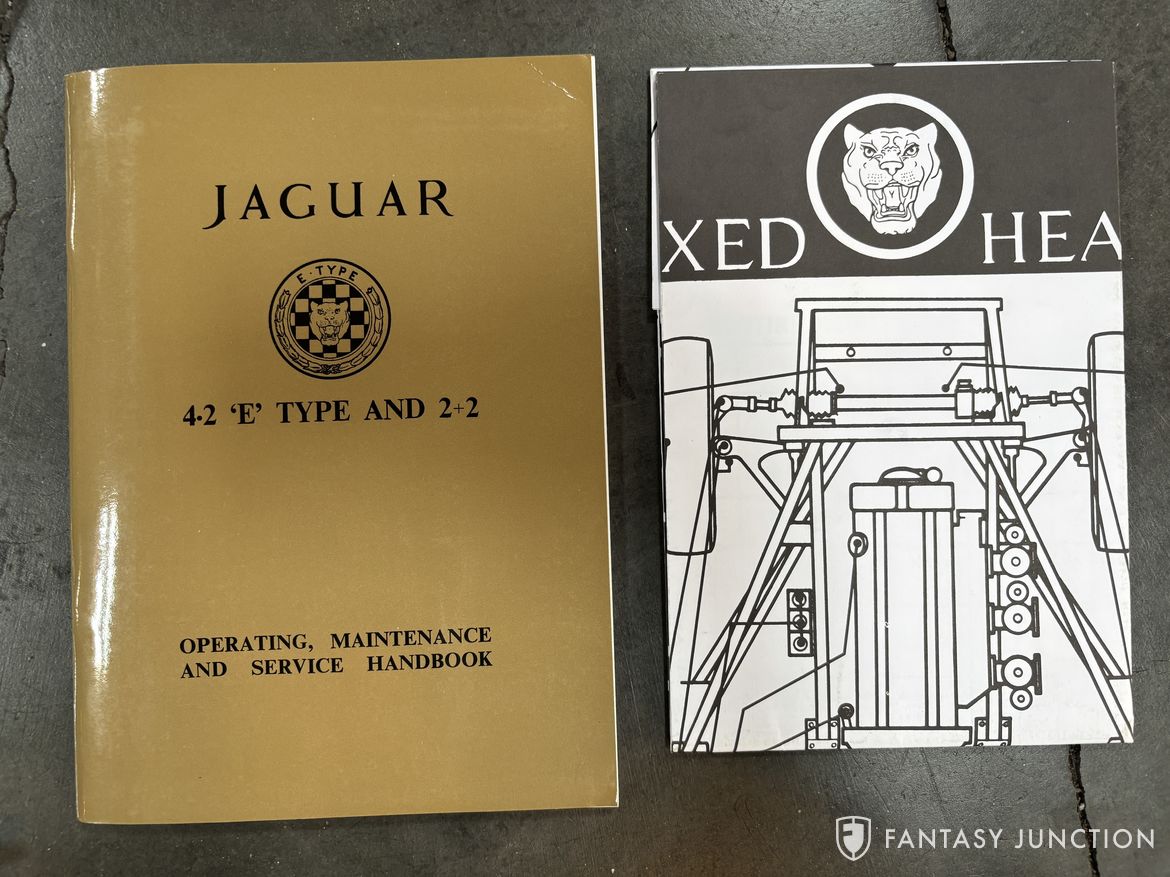 JAGUAR
E·TYPE
4·2 ‘E’ TYPE AND 2+2
OPERATING, MAINTENANCE
AND SERVICE HANDBOOK
XED HEA
FANTASY JUNCTION